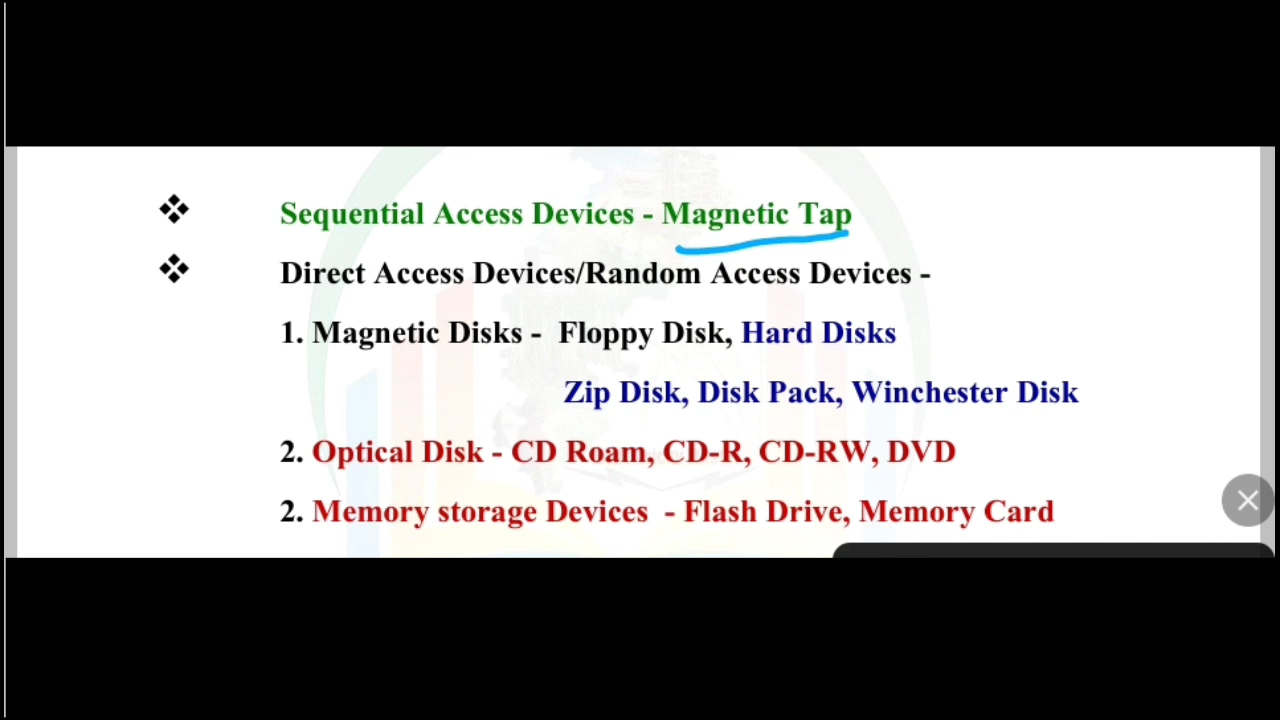 ❖ Sequential Access Devices - Magnetic Tap
❖ Direct Access Devices/Random Access Devices -
1. Magnetic Disks - Floppy Disk, Hard Disks
Zip Disk, Disk Pack, Winchester Disk
2. Optical Disk - CD Roam, CD-R, CD-RW, DVD
2. Memory storage Devices - Flash Drive, Memory Card